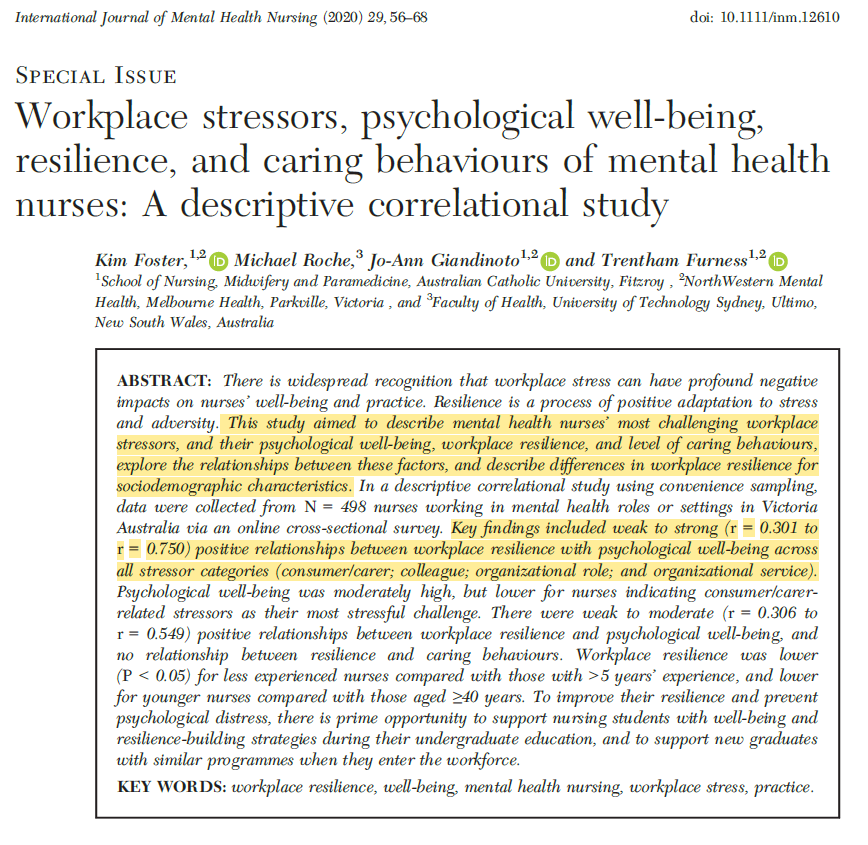 International Journal of Mental Health Nursing (2020) 29, 56–68 doi: 10.1111/inm.12610
SPECIAL ISSUE
Workplace stressors, psychological well-being,
resilience, and caring behaviours of mental health
nurses: A descriptive correlational study
Kim Foster,1,2 iD Michael Roche,3 Jo-Ann Giandinoto1,2 iD and Trentham Furness1,2 iD
1School of Nursing, Midwifery and Paramedicine, Australian Catholic University, Fitzroy , 2NorthWestern Mental
Health, Melbourne Health, Parkville, Victoria , and 3Faculty of Health, University of Technology Sydney, Ultimo,
New South Wales, Australia
ABSTRACT: There is widespread recognition that workplace stress can have profound negative
impacts on nurses’ well-being and practice. Resilience is a process of positive adaptation to stress
and adversity. This study aimed to describe mental health nurses’ most challenging workplace
stressors, and their psychological well-being, workplace resilience, and level of caring behaviours,
explore the relationships between these factors, and describe differences in workplace resilience for
sociodemographic characteristics. In a descriptive correlational study using convenience sampling,
data were collected from N = 498 nurses working in mental health roles or settings in Victoria
Australia via an online cross-sectional survey. Key findings included weak to strong (r = 0.301 to
r = 0.750) positive relationships between workplace resilience with psychological well-being across
all stressor categories (consumer/carer; colleague; organizational role; and organizational service).
Psychological well-being was moderately high, but lower for nurses indicating consumer/carer-
related stressors as their most stressful challenge. There were weak to moderate (r = 0.306 to
r = 0.549) positive relationships between workplace resilience and psychological well-being, and
no relationship between resilience and caring behaviours. Workplace resilience was lower
(P < 0.05) for less experienced nurses compared with those with >5 years’ experience, and lower
for younger nurses compared with those aged ≥40 years. To improve their resilience and prevent
psychological distress, there is prime opportunity to support nursing students with well-being and
resilience-building strategies during their undergraduate education, and to support new graduates
with similar programmes when they enter the workforce.
KEY WORDS: workplace resilience, well-being, mental health nursing, workplace stress, practice.